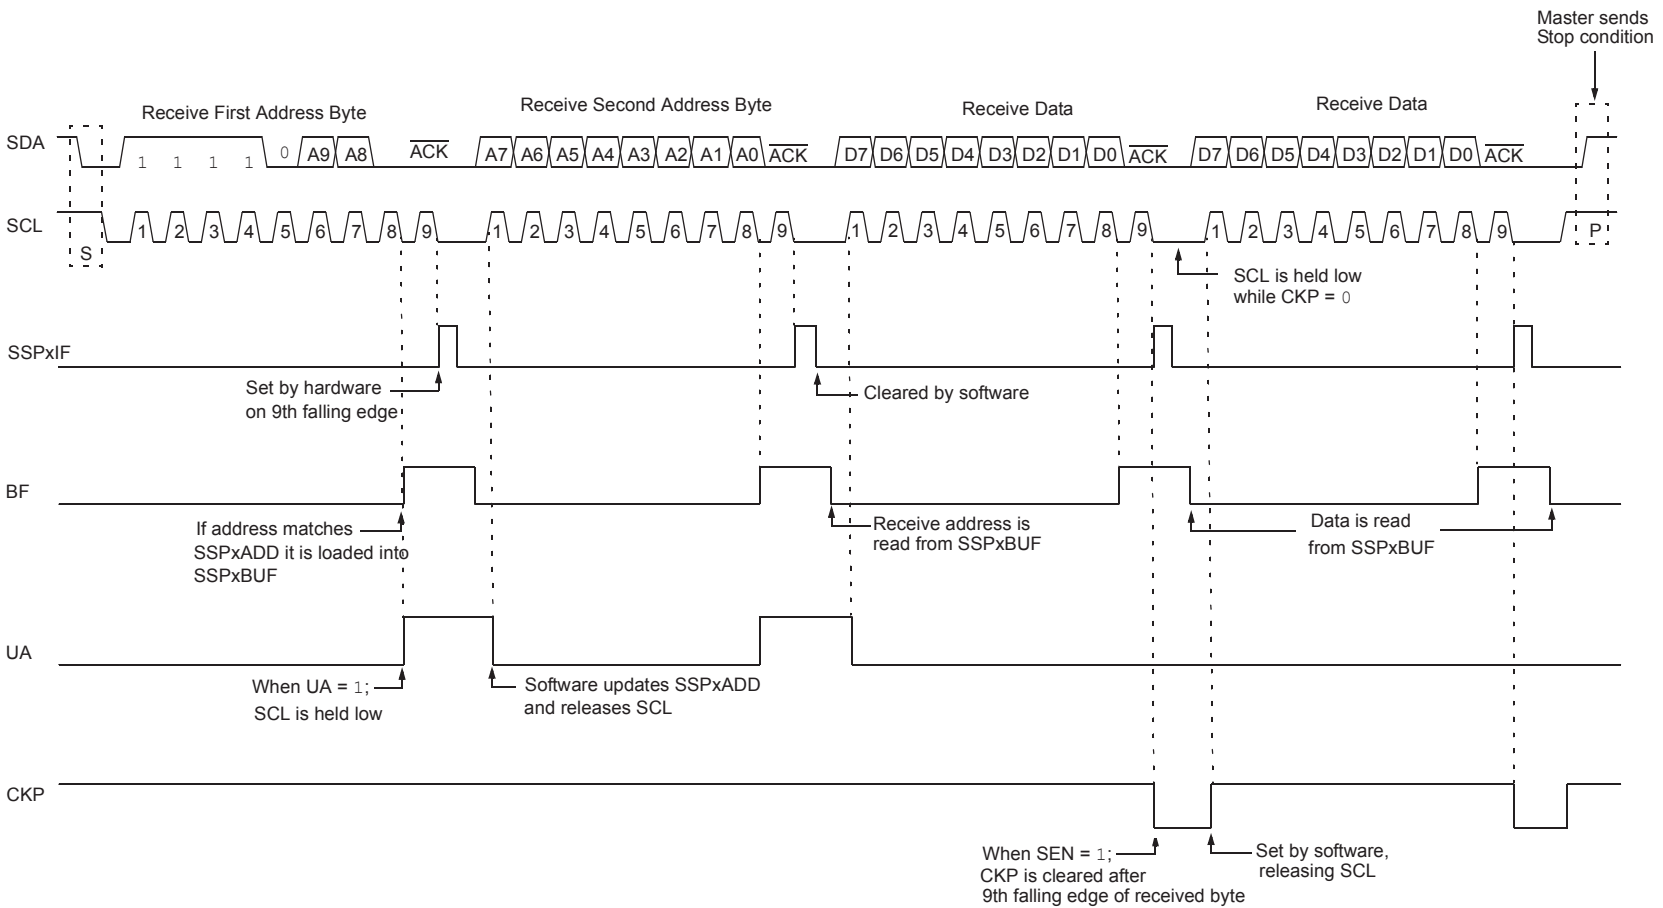 Master sends
Stop condition
Receive First Address Byte
Receive Second Address Byte
Receive Data
Receive Data
SDA
1 1 1 1 0 A9 A8 ACK A7 A6 A5 A4 A3 A2 A1 A0 ACK D7 D6 D5 D4 D3 D2 D1 D0 ACK D7 D6 D5 D4 D3 D2 D1 D0 ACK
SCL
S 1 2 3 4 5 6 7 8 9 1 2 3 4 5 6 7 8 9 1 2 3 4 5 6 7 8 9 1 2 3 4 5 6 7 8 9 P
SCL is held low
while CKP = 0
SSPxIF
Set by hardware
on 9th falling edge
Cleared by software
BF
If address matches
SSPxADD it is loaded into
SSPxBUF
Receive address is
read from SSPxBUF
Data is read
from SSPxBUF
UA
When UA = 1;
SCL is held low
Software updates SSPxADD
and releases SCL
CKP
When SEN = 1;
CKP is cleared after
9th falling edge of received byte
Set by software,
releasing SCL